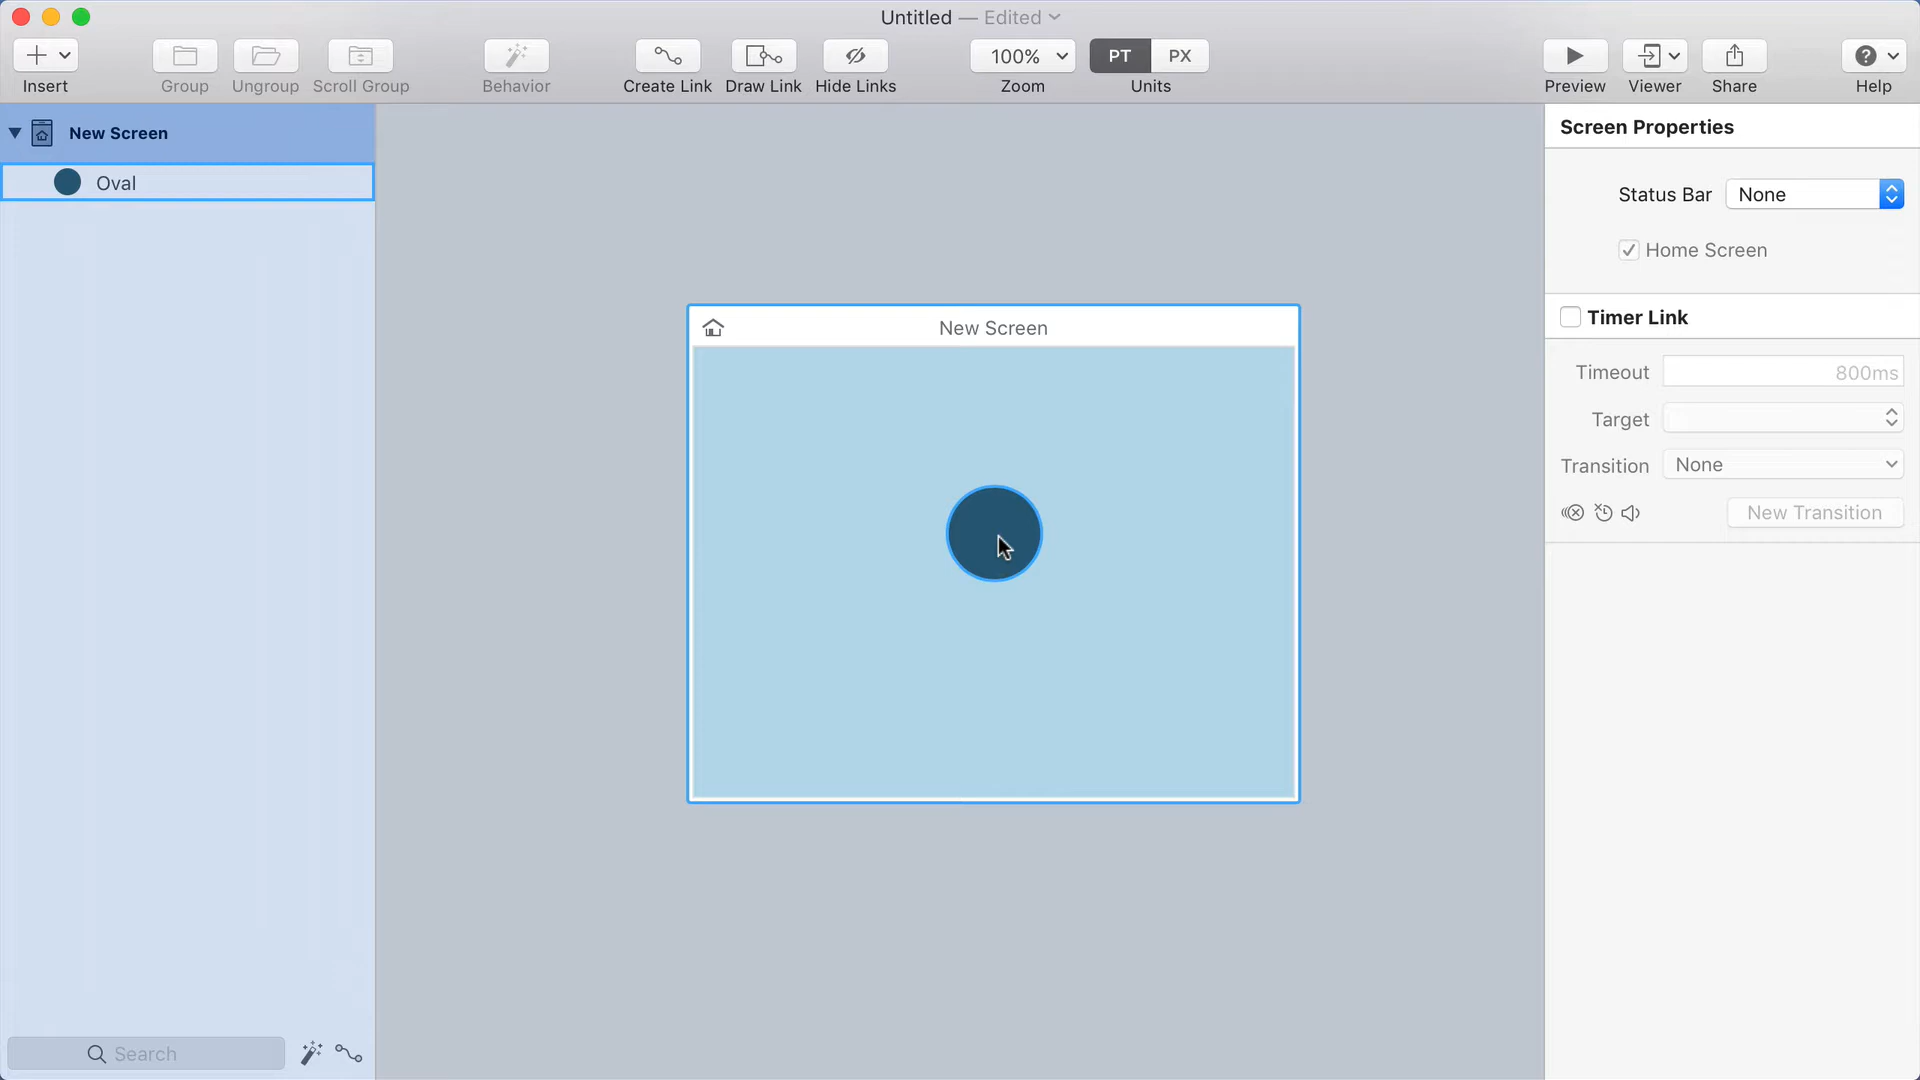 Untitled — Edited
Insert
Group
Ungroup
Scroll Group
Behavior
Create Link
Draw Link
Hide Links
100%
Zoom
PT
PX
Units
Preview
Viewer
Share
?
Help
New Screen
Oval
Search
New Screen
Screen Properties
Status Bar
None
Home Screen
Timer Link
Timeout
800ms
Target
Transition
None
New Transition